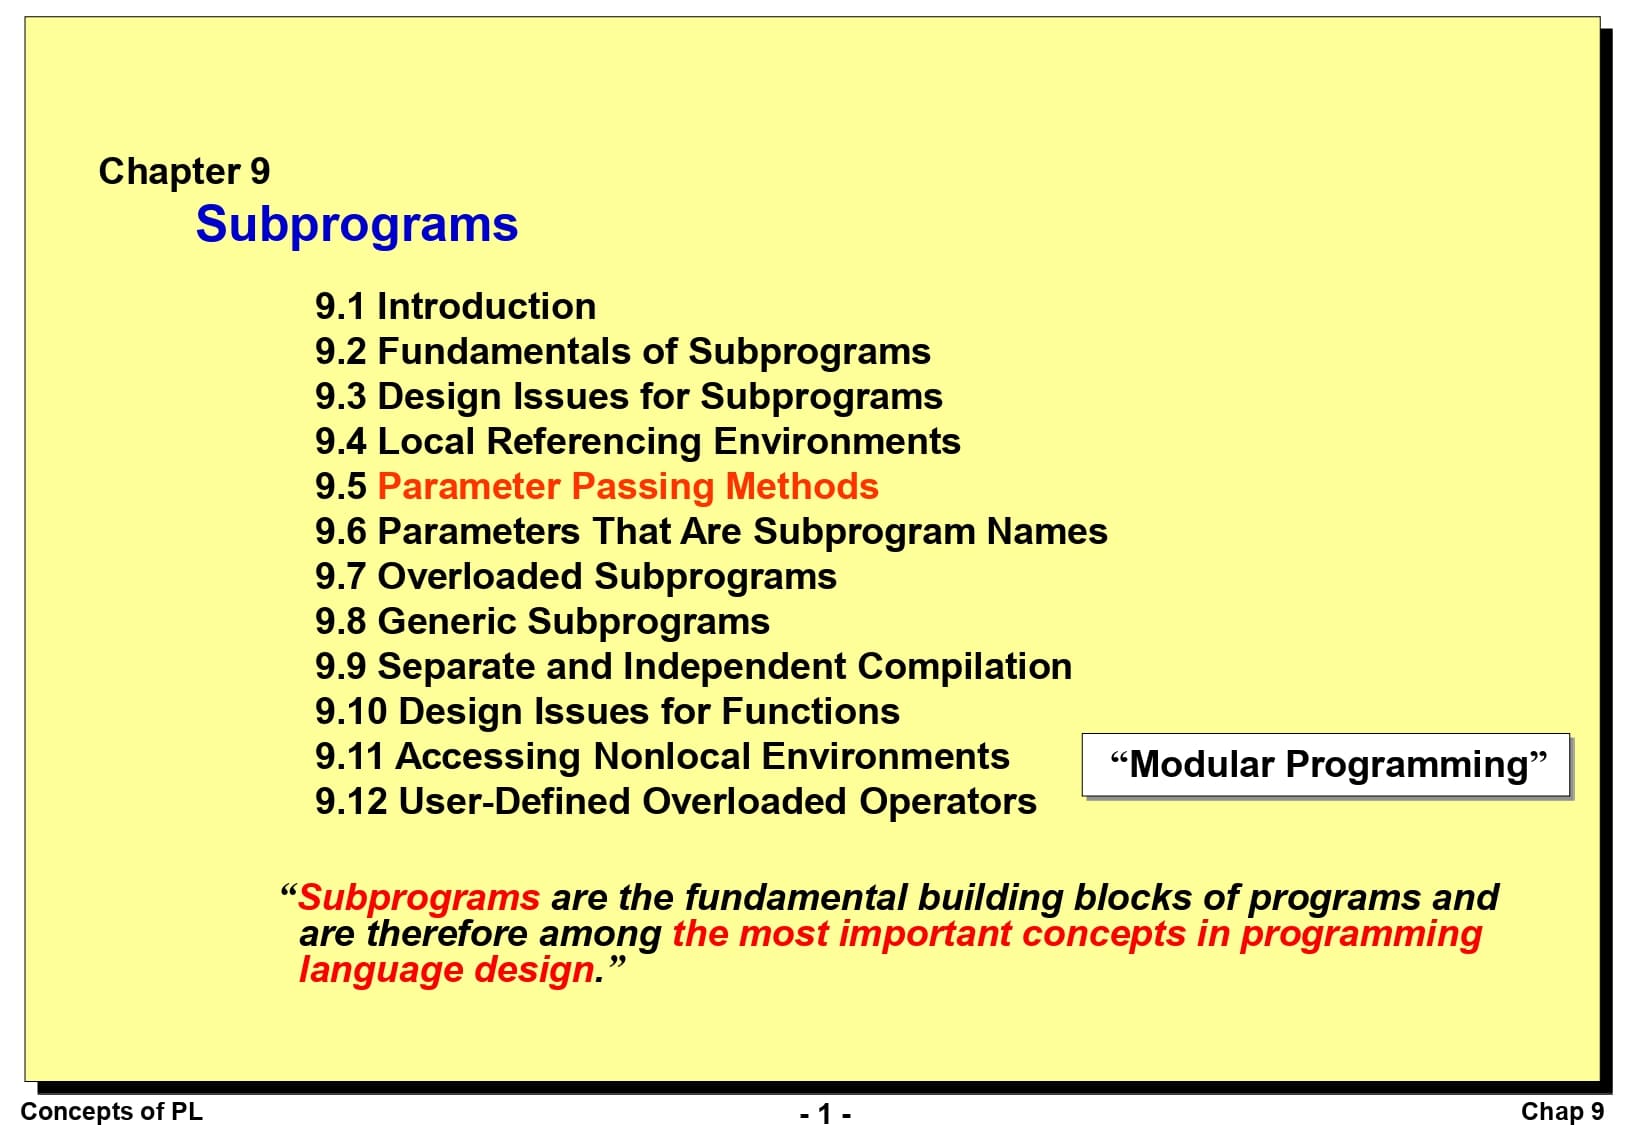 Chapter 9
Subprograms
9.1 Introduction
9.2 Fundamentals of Subprograms
9.3 Design Issues for Subprograms
9.4 Local Referencing Environments
9.5 Parameter Passing Methods
9.6 Parameters That Are Subprogram Names
9.7 Overloaded Subprograms
9.8 Generic Subprograms
9.9 Separate and Independent Compilation
9.10 Design Issues for Functions
9.11 Accessing Nonlocal Environments
9.12 User-Defined Overloaded Operators
“Modular Programming”
“Subprograms are the fundamental building blocks of programs and
are therefore among the most important concepts in programming
language design.”
Concepts of PL
- 1 -
Chap 9